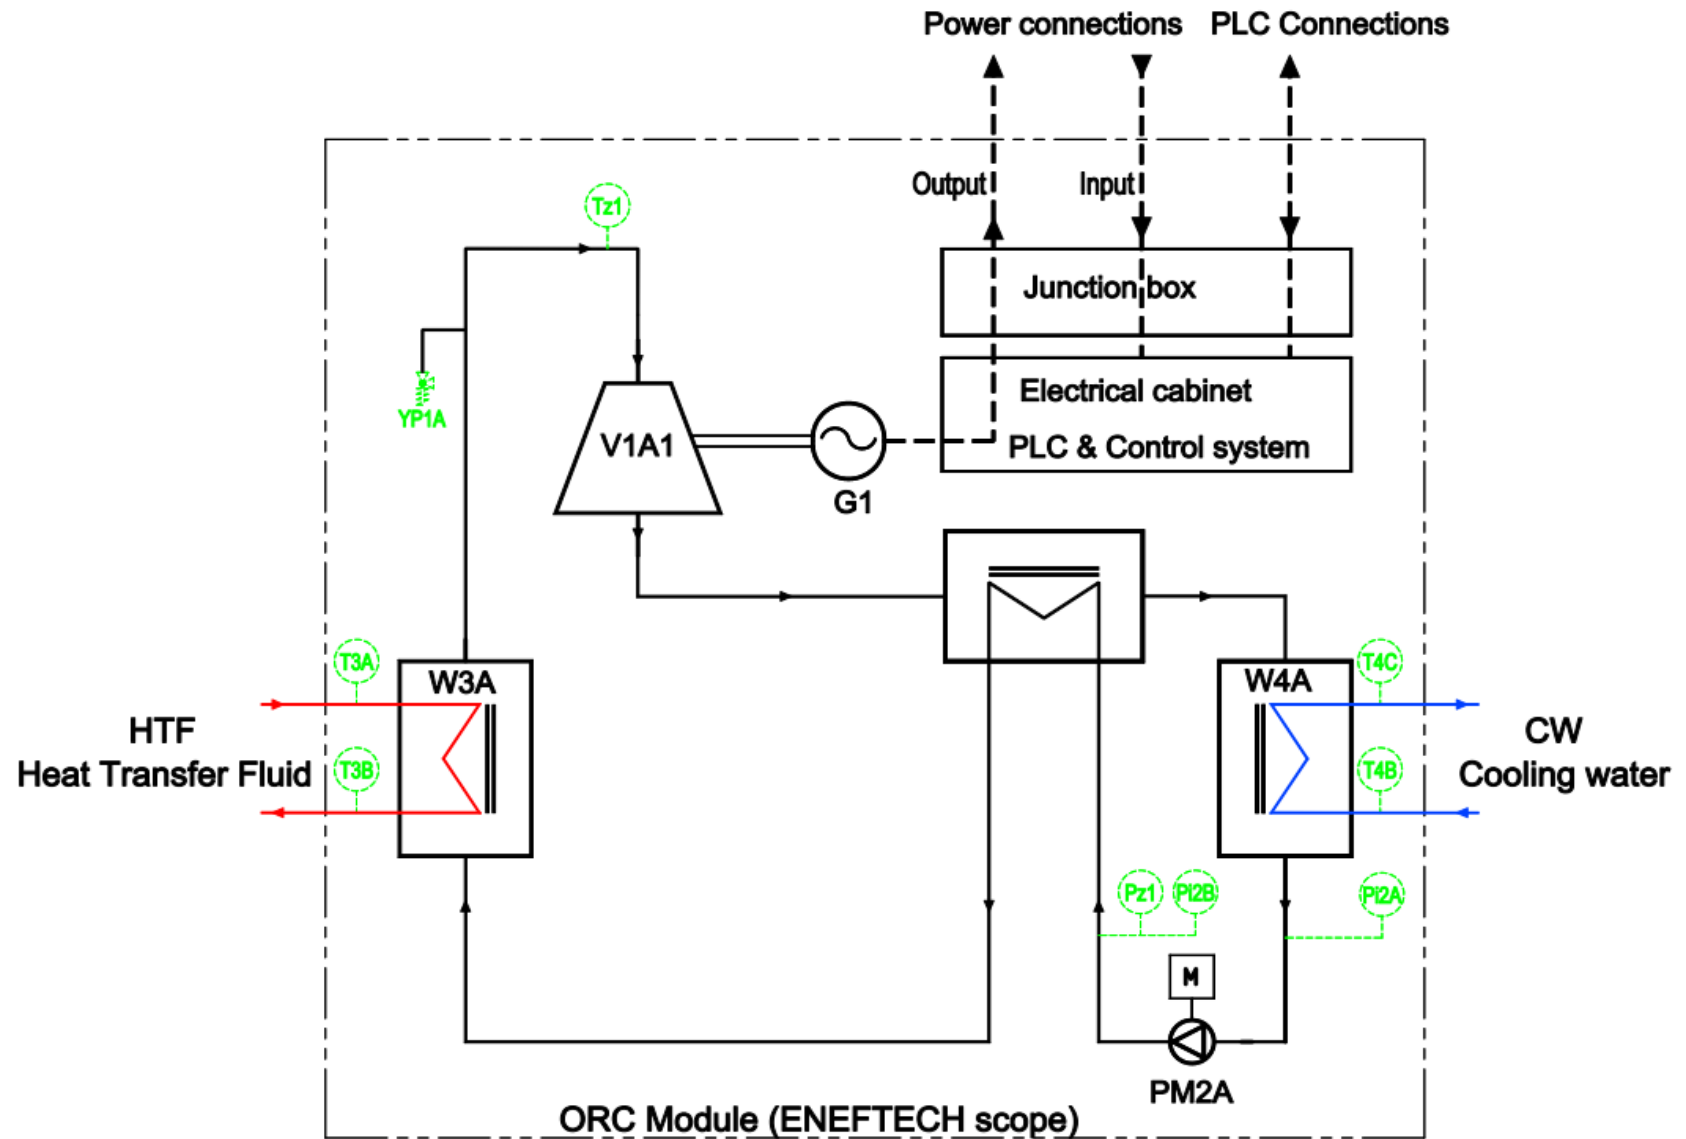 Power connections PLC Connections
Output
Input
Tz1
Junction box
YP1A
Electrical cabinet
V1A1
PLC & Control system
G1
T3A
W3A
W4A
T4C
HTF
Heat Transfer Fluid
T3B
T4B
CW
Cooling water
Pz1
PI2B
PI2A
M
PM2A
ORC Module (ENEFTECH scope)